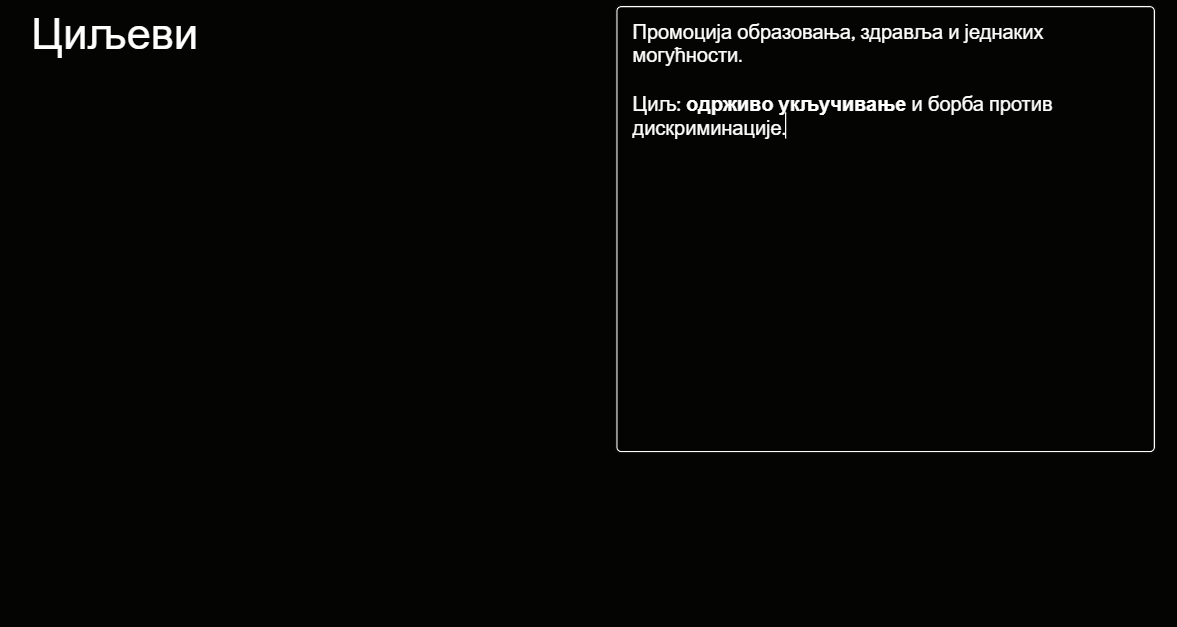 Циљеви
Промоција образовања, здравља и једнаких
могућности.
Циљ: одрживо укључивање и борба против
дискриминације.